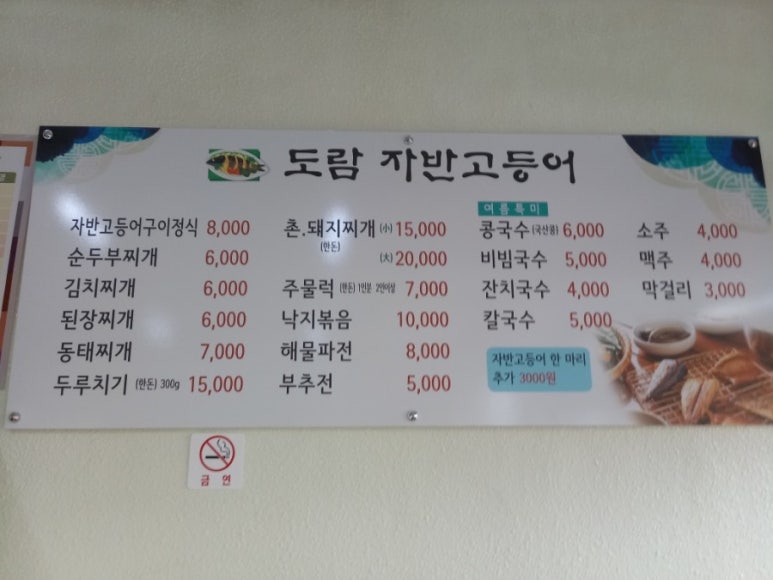 도람 자반고등어
자반고등어구이정식 8,000
순두부찌개 6,000
김치찌개 6,000
된장찌개 6,000
동태찌개 7,000
두루치기 (한돈) 300g 15,000
촌.돼지찌개 (小) 15,000
(한돈)
(大) 20,000
주물럭 (한돈) 1인분 2인이상 7,000
낙지볶음 10,000
해물파전 8,000
부추전 5,000
여름특미
콩국수 (국산콩) 6,000
비빔국수 5,000
잔치국수 4,000
칼국수 5,000
자반고등어 한 마리
추가 3000원
소주 4,000
맥주 4,000
막걸리 3,000
금연